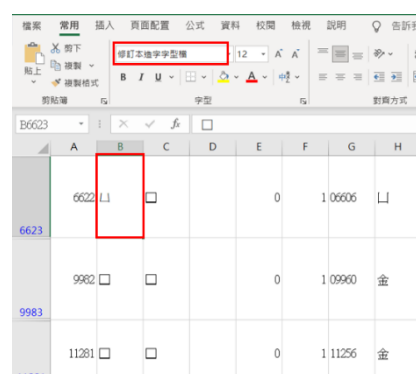 檔案 常用 插入 頁面配置 公式 資料 校閱 檢視 說明 告訴
剪下
複製
複製格式
貼上
修訂本造字字型檔 12 A A
B I U A 中
剪貼簿 字型 對齊方式
B6623 fx □
A B C D E F G H
6622 □ 0 1 06606 凵
6623
9982 □ □ 0 1 09960 金
9983
11281 □ □ 0 1 11256 金